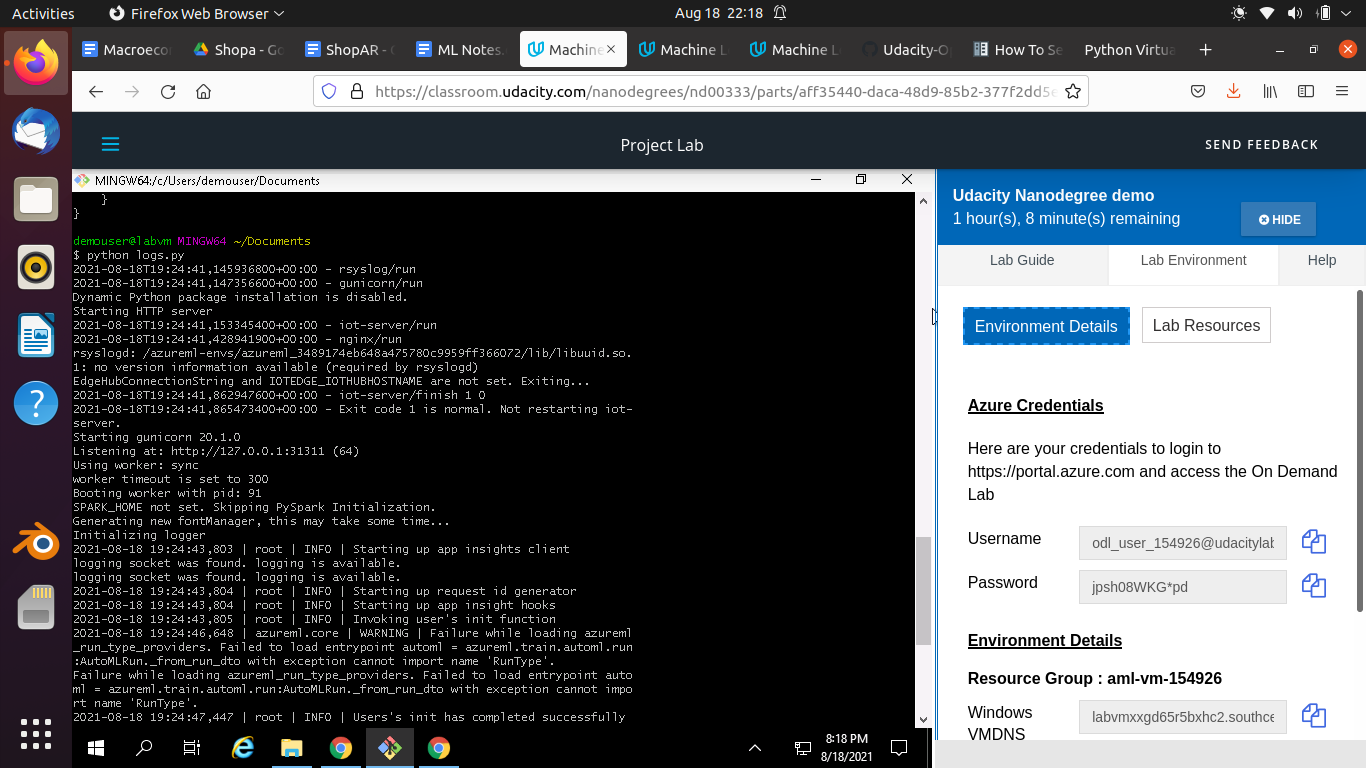 Activities
Firefox Web Browser
Aug 18 22:18
Macroecon
Shopa - Go
ShopAR - G
ML Notes.
Machine
Machine L
Machine L
Udacity-O
How To Se
Python Virtua
https://classroom.udacity.com/nanodegrees/nd00333/parts/aff35440-daca-48d9-85b2-377f2dd5e
Project Lab
SEND FEEDBACK
MINGW64:/c/Users/demouser/Documents
}
}
demouser@labvm MINGW64 ~/Documents
$ python logs.py
2021-08-18T19:24:41,145936800+00:00 - rsyslog/run
2021-08-18T19:24:41,147356600+00:00 - gunicorn/run
Dynamic Python package installation is disabled.
Starting HTTP server
2021-08-18T19:24:41,153345400+00:00 - iot-server/run
2021-08-18T19:24:41,428941900+00:00 - nginx/run
rsyslogd: /azureml-envs/azureml_3489174eb648a475780c9959ff366072/lib/libuuid.so.
1: no version information available (required by rsyslogd)
EdgeHubConnectionString and IOTEDGE_IOTHUBHOSTNAME are not set. Exiting...
2021-08-18T19:24:41,862947600+00:00 - iot-server/finish 1 0
2021-08-18T19:24:41,865473400+00:00 - Exit code 1 is normal. Not restarting iot-
server.
Starting gunicorn 20.1.0
Listening at: http://127.0.0.1:31311 (64)
Using worker: sync
worker timeout is set to 300
Booting worker with pid: 91
SPARK_HOME not set. Skipping PySpark Initialization.
Generating new fontManager, this may take some time...
Initializing logger
2021-08-18 19:24:43,803 | root | INFO | Starting up app insights client
logging socket was found. logging is available.
logging socket was found. logging is available.
2021-08-18 19:24:43,804 | root | INFO | Starting up request id generator
2021-08-18 19:24:43,804 | root | INFO | Starting up app insight hooks
2021-08-18 19:24:43,805 | root | INFO | Invoking user's init function
2021-08-18 19:24:46,648 | azureml.core | WARNING | Failure while loading azureml
_run_type_providers. Failed to load entrypoint automl = azureml.train.automl.run
:AutoMLRun._from_run_dto with exception cannot import name 'RunType'.
Failure while loading azureml_run_type_providers. Failed to load entrypoint auto
ml = azureml.train.automl.run:AutoMLRun._from_run_dto with exception cannot impo
rt name 'RunType'.
2021-08-18 19:24:47,447 | root | INFO | Users's init has completed successfully
8:18 PM
8/18/2021
Udacity Nanodegree demo
1 hour(s), 8 minute(s) remaining
HIDE
Lab Guide
Lab Environment
Help
Environment Details
Lab Resources
Azure Credentials
Here are your credentials to login to
https://portal.azure.com and access the On Demand
Lab
Username
odl_user_154926@udacitylab
Password
jpsh08WKG*pd
Environment Details
Resource Group : aml-vm-154926
Windows
VMDNS
labvmxxgd65r5bxhc2.southce